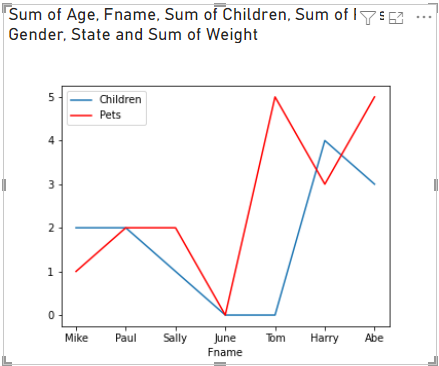 Sum of Age, Fname, Sum of Children, Sum of
Gender, State and Sum of Weight
Children
Pets
5
4
3
2
1
0
Mike Paul Sally June Tom Harry Abe
Fname